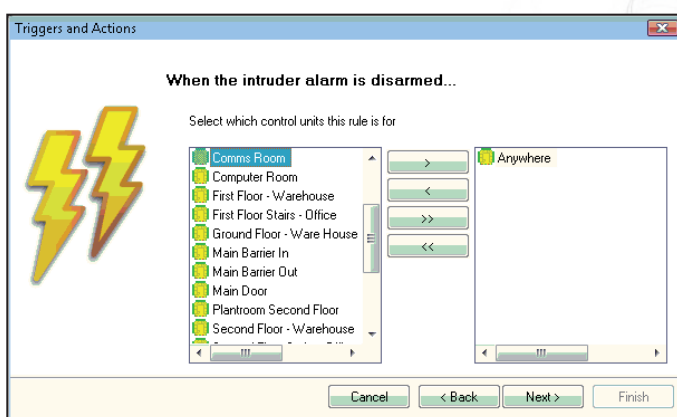 Triggers and Actions
When the intruder alarm is disarmed...
Select which control units this rule is for
Comms Room
Computer Room
First Floor - Warehouse
First Floor Stairs - Office
Ground Floor - Ware House
Main Barrier In
Main Barrier Out
Main Door
Plantroom Second Floor
Second Floor - Warehouse
>
<
>>
<<
Anywhere
Cancel
< Back
Next >
Finish